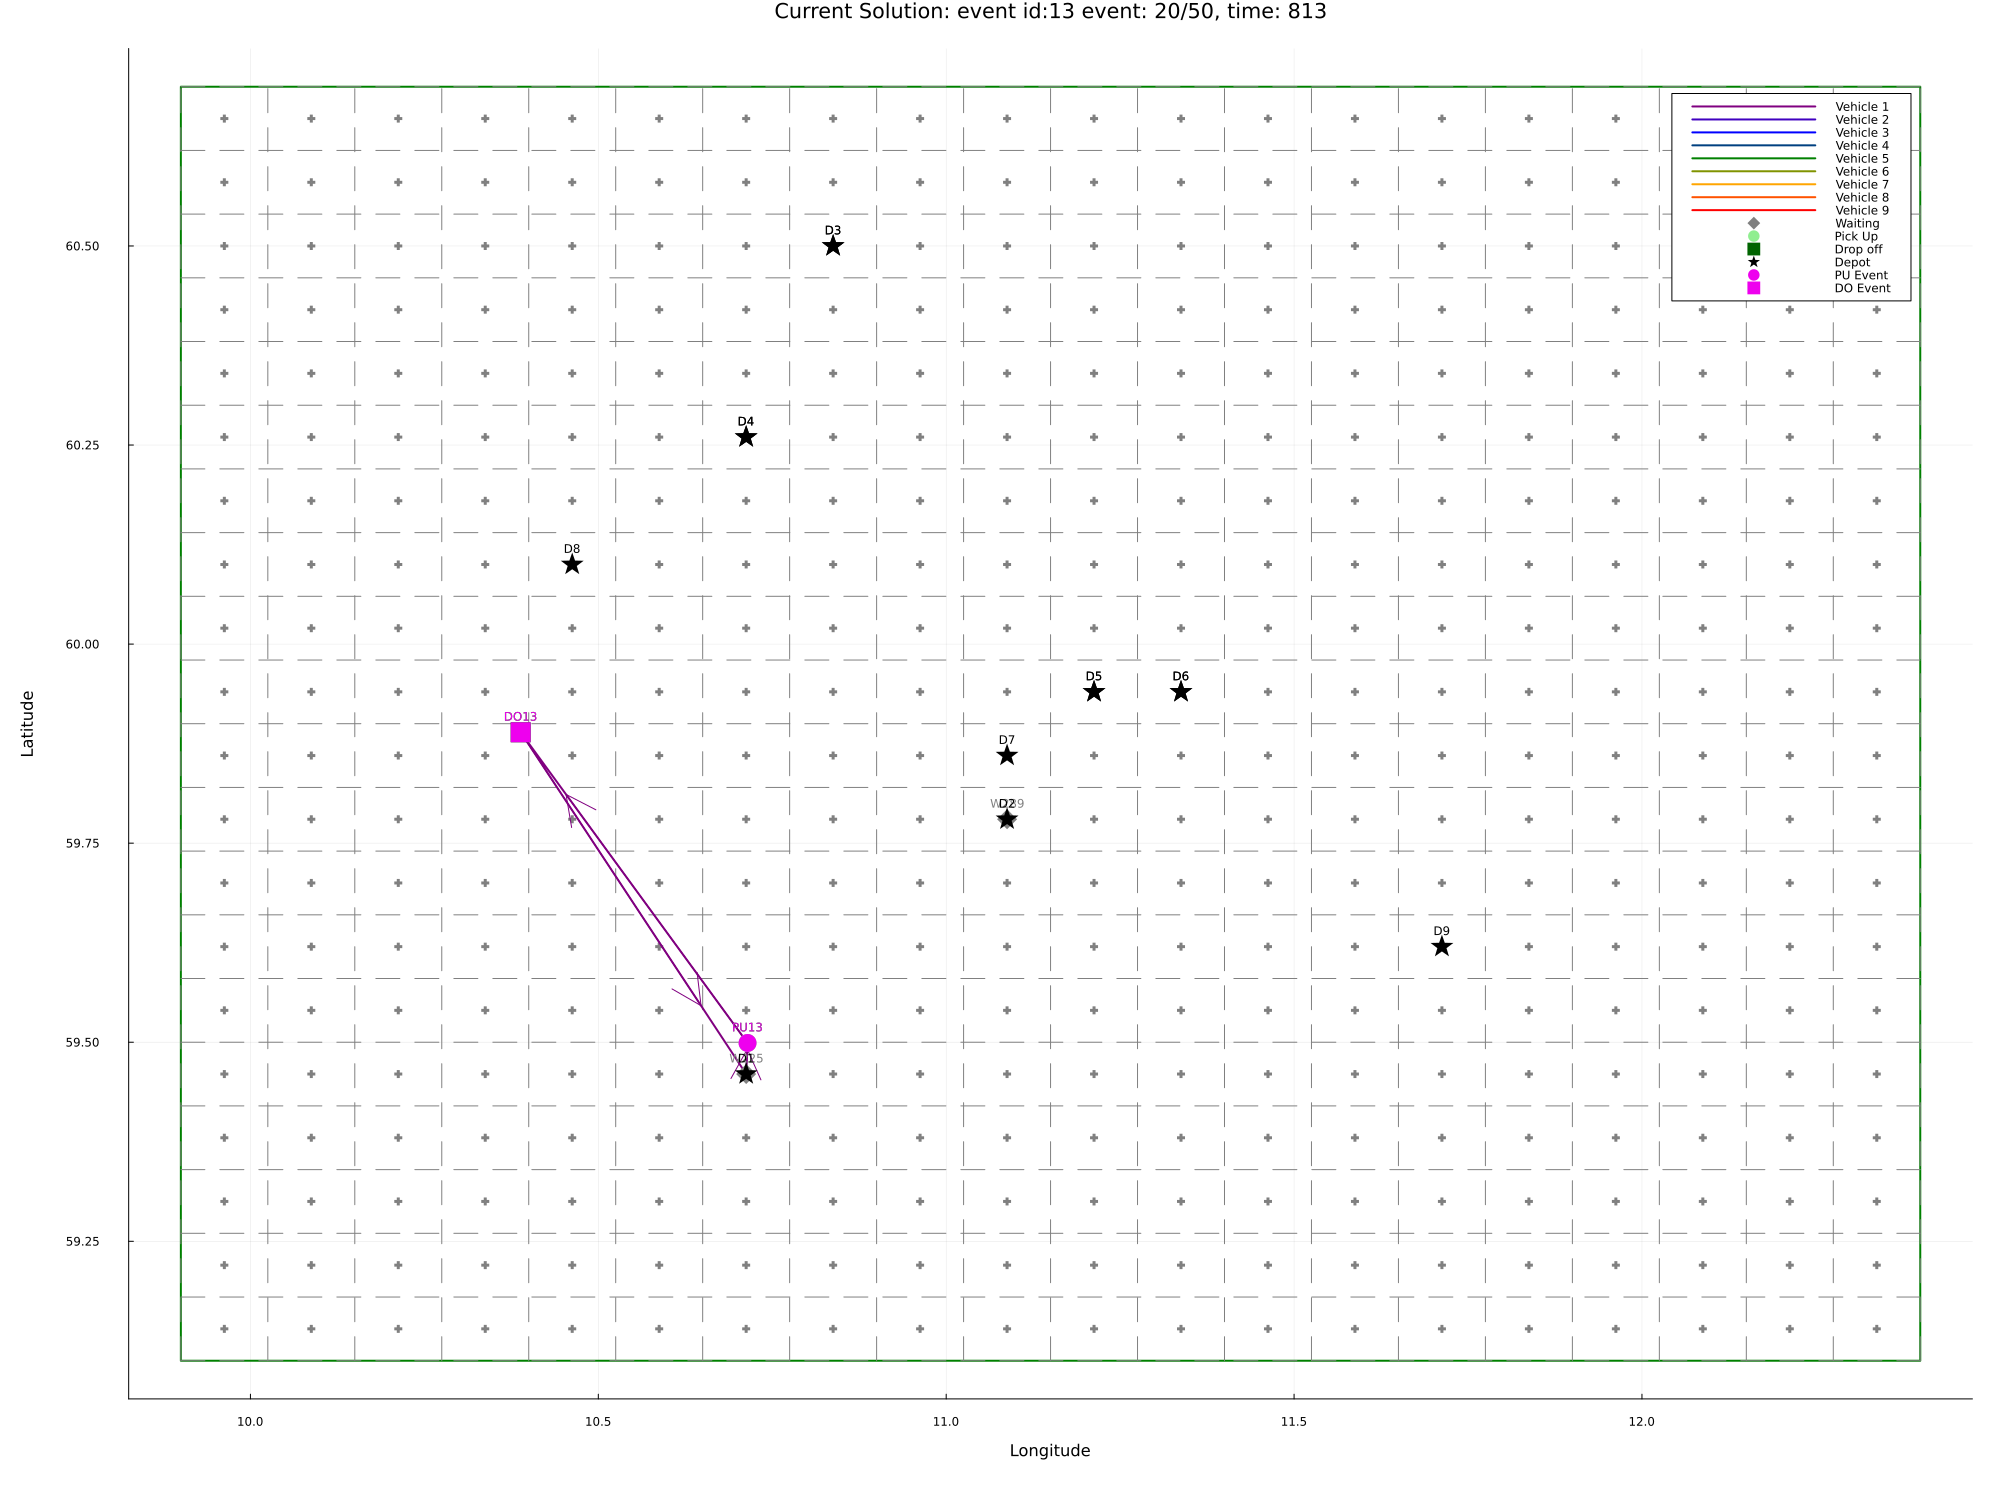 Current Solution: event id:13 event: 20/50, time: 813
Vehicle 1
Vehicle 2
Vehicle 3
Vehicle 4
Vehicle 5
Vehicle 6
Vehicle 7
Vehicle 8
Vehicle 9
Waiting
Pick Up
Drop off
Depot
PU Event
DO Event
D3
D4
D8
D5
D6
DO13
D7
D2
D9
PU13
D1
60.50
60.25
60.00
59.75
59.50
59.25
Latitude
10.0
10.5
11.0
11.5
12.0
Longitude